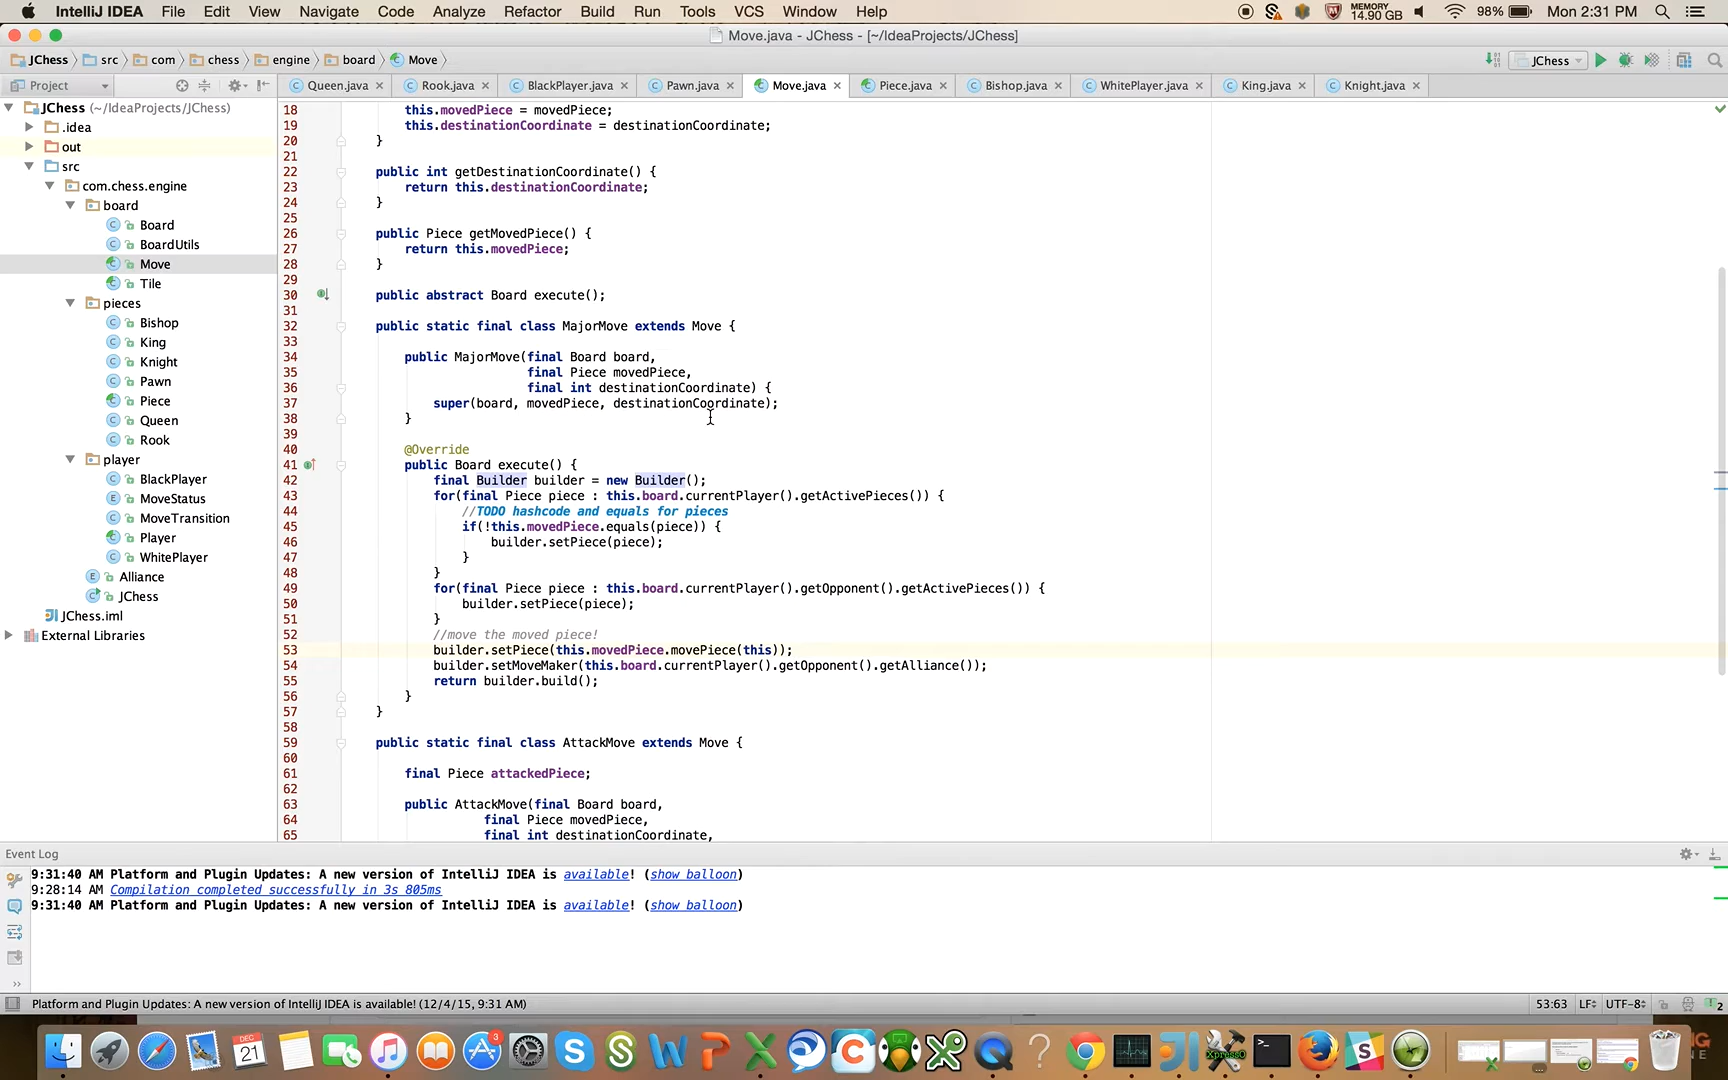 IntelliJ IDEA File Edit View Navigate Code Analyze Refactor Build Run Tools VCS Window Help MEMORY 14.90 GB 98% Mon 2:31 PM
Move.java - JChess - [~/IdeaProjects/JChess]
JChess src com chess engine board Move JChess
Project Queen.java Rook.java BlackPlayer.java Pawn.java Move.java Piece.java Bishop.java WhitePlayer.java King.java Knight.java
JChess (~/IdeaProjects/JChess)
.idea
out
src
com.chess.engine
board
Board
BoardUtils
Move
Tile
pieces
Bishop
King
Knight
Pawn
Piece
Queen
Rook
player
BlackPlayer
MoveStatus
MoveTransition
Player
WhitePlayer
Alliance
JChess
JChess.iml
External Libraries
18 this.movedPiece = movedPiece;
19 this.destinationCoordinate = destinationCoordinate;
20 }
21
22 public int getDestinationCoordinate() {
23 return this.destinationCoordinate;
24 }
25
26 public Piece getMovedPiece() {
27 return this.movedPiece;
28 }
29
30 public abstract Board execute();
31
32 public static final class MajorMove extends Move {
33
34 public MajorMove(final Board board,
35 final Piece movedPiece,
36 final int destinationCoordinate) {
37 super(board, movedPiece, destinationCoordinate);
38 }
39
40 @Override
41 public Board execute() {
42 final Builder builder = new Builder();
43 for(final Piece piece : this.board.currentPlayer().getActivePieces()) {
44 //TODO hashcode and equals for pieces
45 if(!this.movedPiece.equals(piece)) {
46 builder.setPiece(piece);
47 }
48 }
49 for(final Piece piece : this.board.currentPlayer().getOpponent().getActivePieces()) {
50 builder.setPiece(piece);
51 }
52 //move the moved piece!
53 builder.setPiece(this.movedPiece.movePiece(this));
54 builder.setMoveMaker(this.board.currentPlayer().getOpponent().getAlliance());
55 return builder.build();
56 }
57 }
58
59 public static final class AttackMove extends Move {
60
61 final Piece attackedPiece;
62
63 public AttackMove(final Board board,
64 final Piece movedPiece,
65 final int destinationCoordinate,
Event Log
9:31:40 AM Platform and Plugin Updates: A new version of IntelliJ IDEA is available! (show balloon)
9:28:14 AM Compilation completed successfully in 3s 805ms
9:31:40 AM Platform and Plugin Updates: A new version of IntelliJ IDEA is available! (show balloon)
Platform and Plugin Updates: A new version of IntelliJ IDEA is available! (12/4/15, 9:31 AM) 53:63 LF UTF-8
DEC
21
3